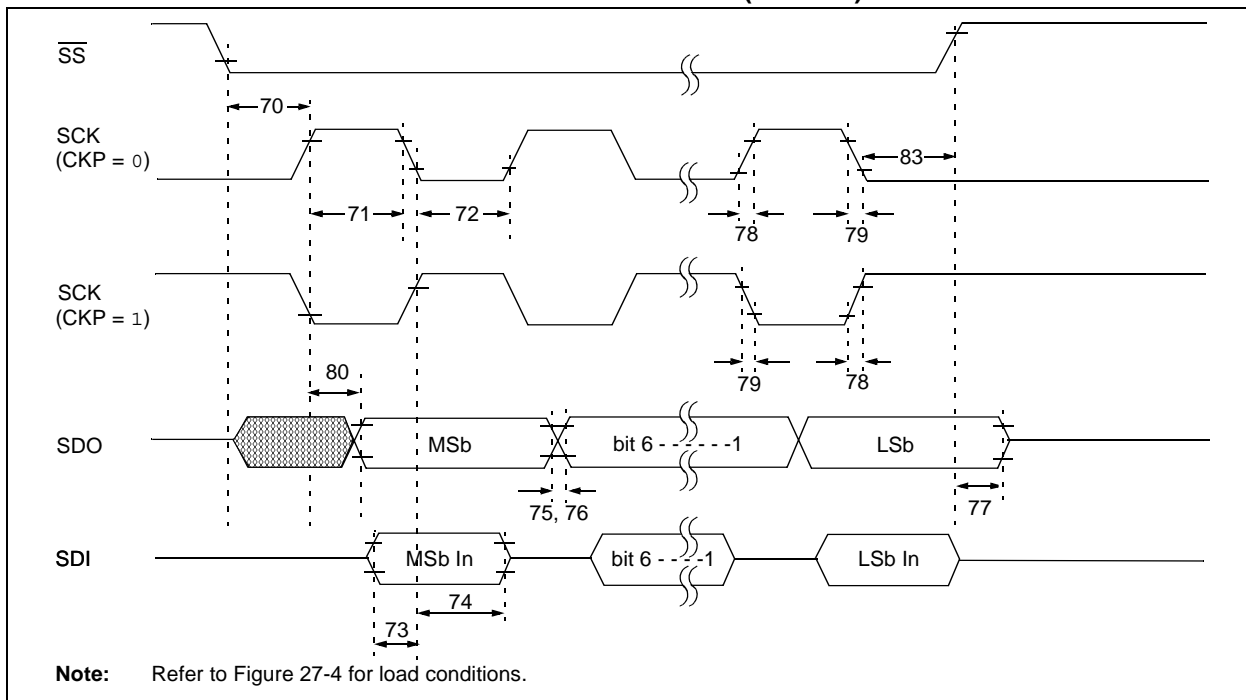 SS
70
SCK
(CKP = 0)
83
71
72
78
79
SCK
(CKP = 1)
80
79
78
SDO
MSb
bit 6 - - - - - -1
LSb
75, 76
77
SDI
MSb In
bit 6 - - - -1
LSb In
74
73
Note: Refer to Figure 27-4 for load conditions.